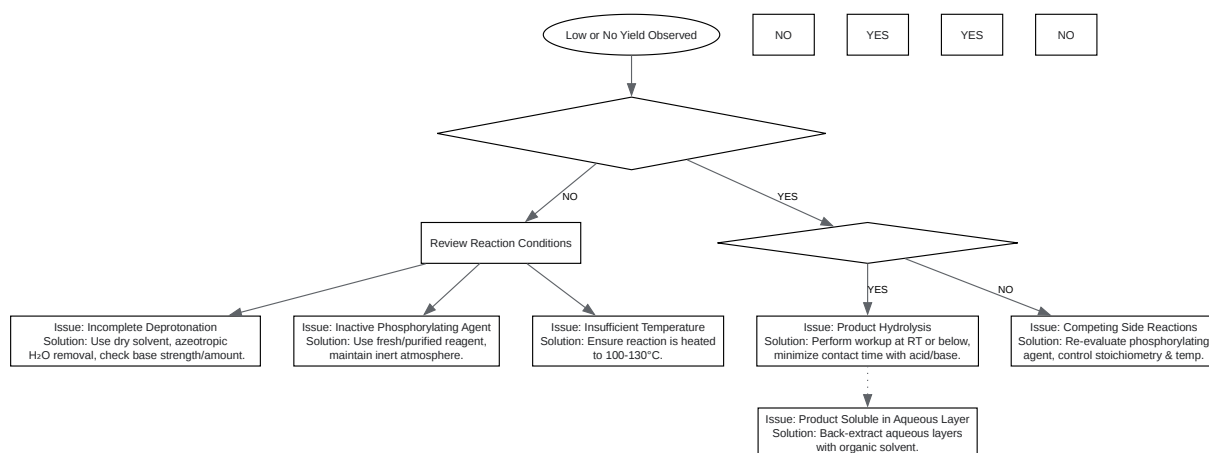 Low or No Yield Observed
NO
YES
YES
NO
NO
YES
Review Reaction Conditions
YES
NO
Issue: Incomplete Deprotonation
Solution: Use dry solvent, azeotropic
H₂O removal, check base strength/amount.
Issue: Inactive Phosphorylating Agent
Solution: Use fresh/purified reagent,
maintain inert atmosphere.
Issue: Insufficient Temperature
Solution: Ensure reaction is heated
to 100-130°C.
Issue: Product Hydrolysis
Solution: Perform workup at RT or below,
minimize contact time with acid/base.
Issue: Competing Side Reactions
Solution: Re-evaluate phosphorylating
agent, control stoichiometry & temp.
Issue: Product Soluble in Aqueous Layer
Solution: Back-extract aqueous layers
with organic solvent.